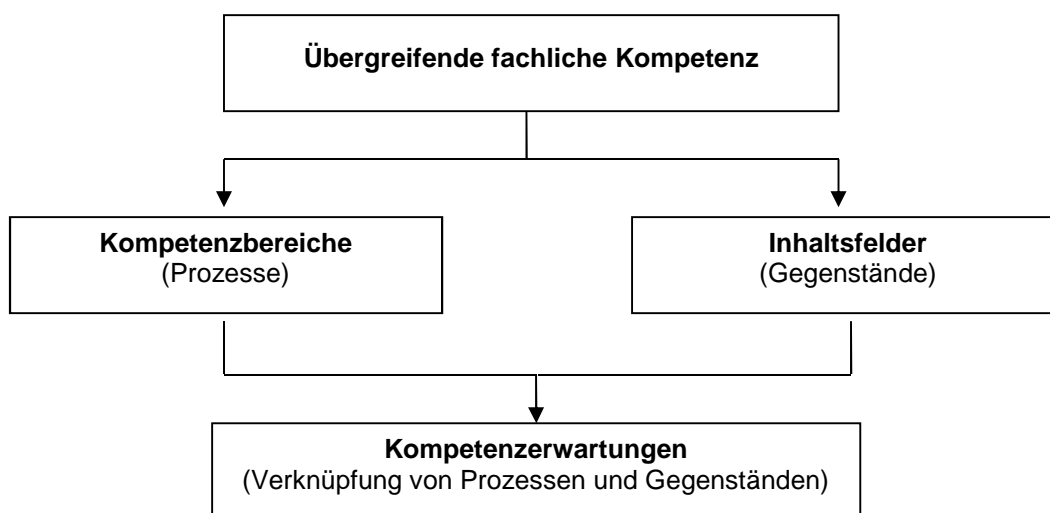 Übergreifende fachliche Kompetenz
Kompetenzbereiche
(Prozesse)
Inhaltsfelder
(Gegenstände)
Kompetenzerwartungen
(Verknüpfung von Prozessen und Gegenständen)